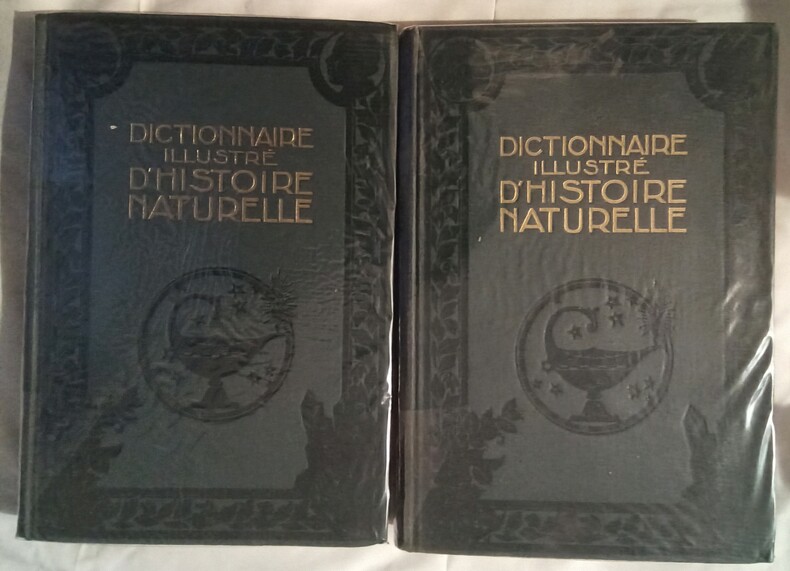 DICTIONNAIRE
ILLUSTRÉ
D'HISTOIRE
NATURELLE
DICTIONNAIRE
ILLUSTRÉ
D'HISTOIRE
NATURELLE